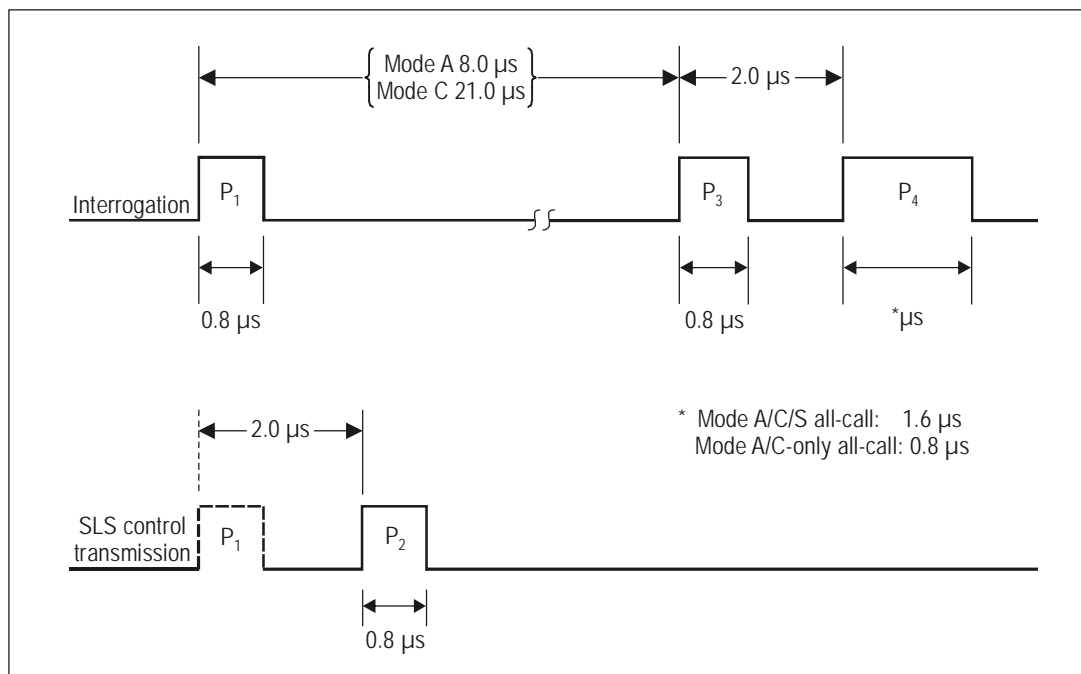 Mode A 8.0 µs
Mode C 21.0 µs
2.0 µs
Interrogation
P1
P3
P4
0.8 µs
0.8 µs
*µs
2.0 µs
* Mode A/C/S all-call: 1.6 µs
Mode A/C-only all-call: 0.8 µs
SLS control
transmission
P1
P2
0.8 µs